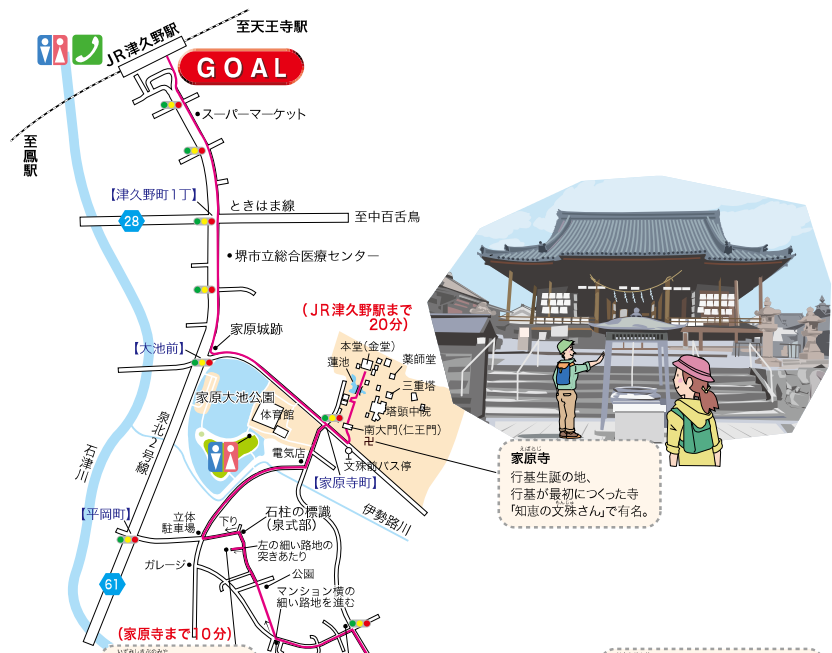 至天王寺駅
JR津久野駅
GOAL
至鳳駅
スーパーマーケット
【津久野町1丁】
ときはま線
28
至中百舌鳥
堺市立総合医療センター
(JR津久野駅まで
20分)
家原城跡
【大池前】
本堂(金堂)
蓮池
薬師堂
三重塔
塔頭中院
南大門(仁王門)
卍
家原大池公園
体育館
泉北2号線
石津川
電気店
文殊前バス停
【家原寺町】
えばらじ
家原寺
行基生誕の地、
行基が最初につくった寺
もんじゅ
「知恵の文殊さん」で有名。
伊勢路川
【平岡町】
立体
駐車場
下り
石柱の標識
(泉式部)
左の細い路地の
突きあたり
ガレージ
公園
61
マンション横の
細い路地を進む
(家原寺まで10分)